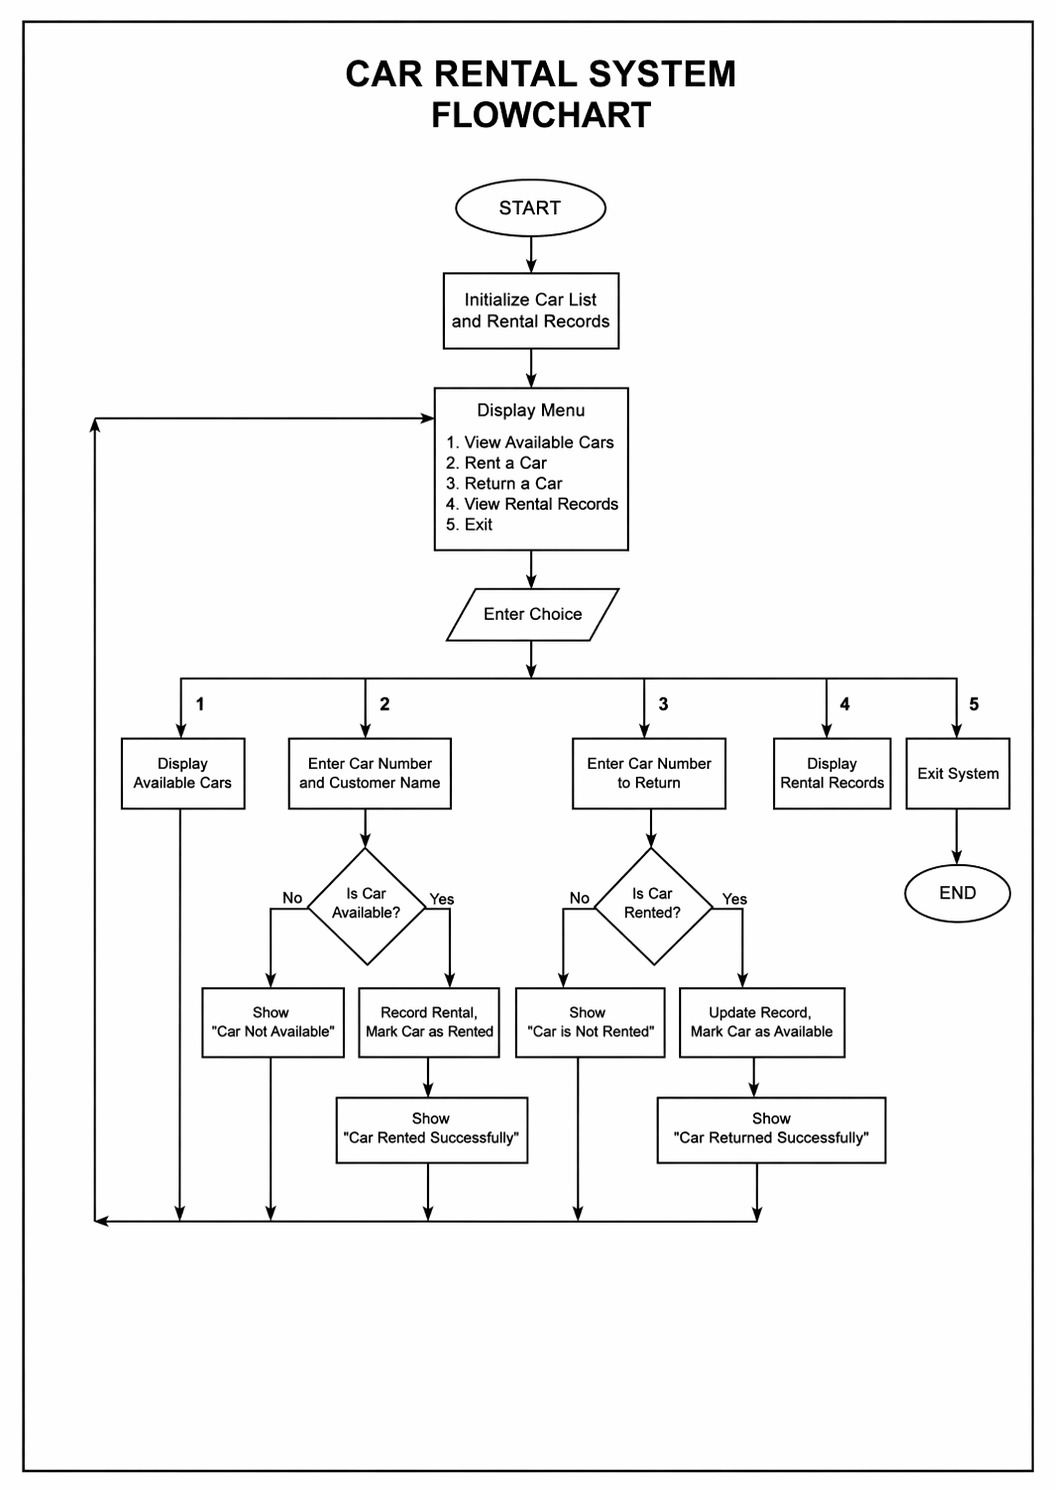 CAR RENTAL SYSTEM
FLOWCHART
START
Initialize Car List
and Rental Records
Display Menu
1. View Available Cars
2. Rent a Car
3. Return a Car
4. View Rental Records
5. Exit
Enter Choice
1
2
3
4
5
Display
Available Cars
Enter Car Number
and Customer Name
Enter Car Number
to Return
Display
Rental Records
Exit System
No
Is Car
Available?
Yes
No
Is Car
Rented?
Yes
END
Show
"Car Not Available"
Record Rental,
Mark Car as Rented
Show
"Car is Not Rented"
Update Record,
Mark Car as Available
Show
"Car Rented Successfully"
Show
"Car Returned Successfully"